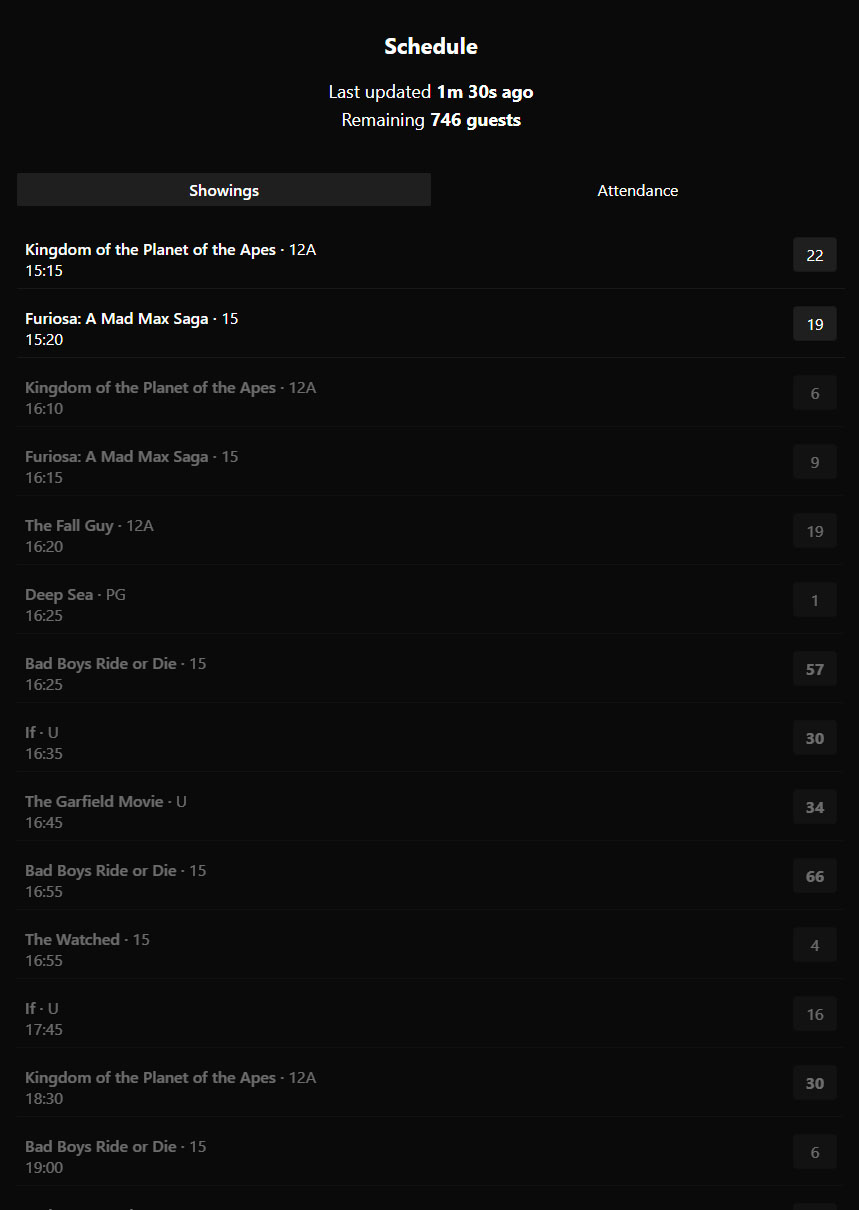 Schedule
Last updated 1m 30s ago
Remaining 746 guests
Showings
Attendance
Kingdom of the Planet of the Apes · 12A
15:15
22
Furiosa: A Mad Max Saga · 15
15:20
19
Kingdom of the Planet of the Apes · 12A
16:10
6
Furiosa: A Mad Max Saga · 15
16:15
9
The Fall Guy · 12A
16:20
19
Deep Sea · PG
16:25
1
Bad Boys Ride or Die · 15
16:25
57
If · U
16:35
30
The Garfield Movie · U
16:45
34
Bad Boys Ride or Die · 15
16:55
66
The Watched · 15
16:55
4
If · U
17:45
16
Kingdom of the Planet of the Apes · 12A
18:30
30
Bad Boys Ride or Die · 15
19:00
6